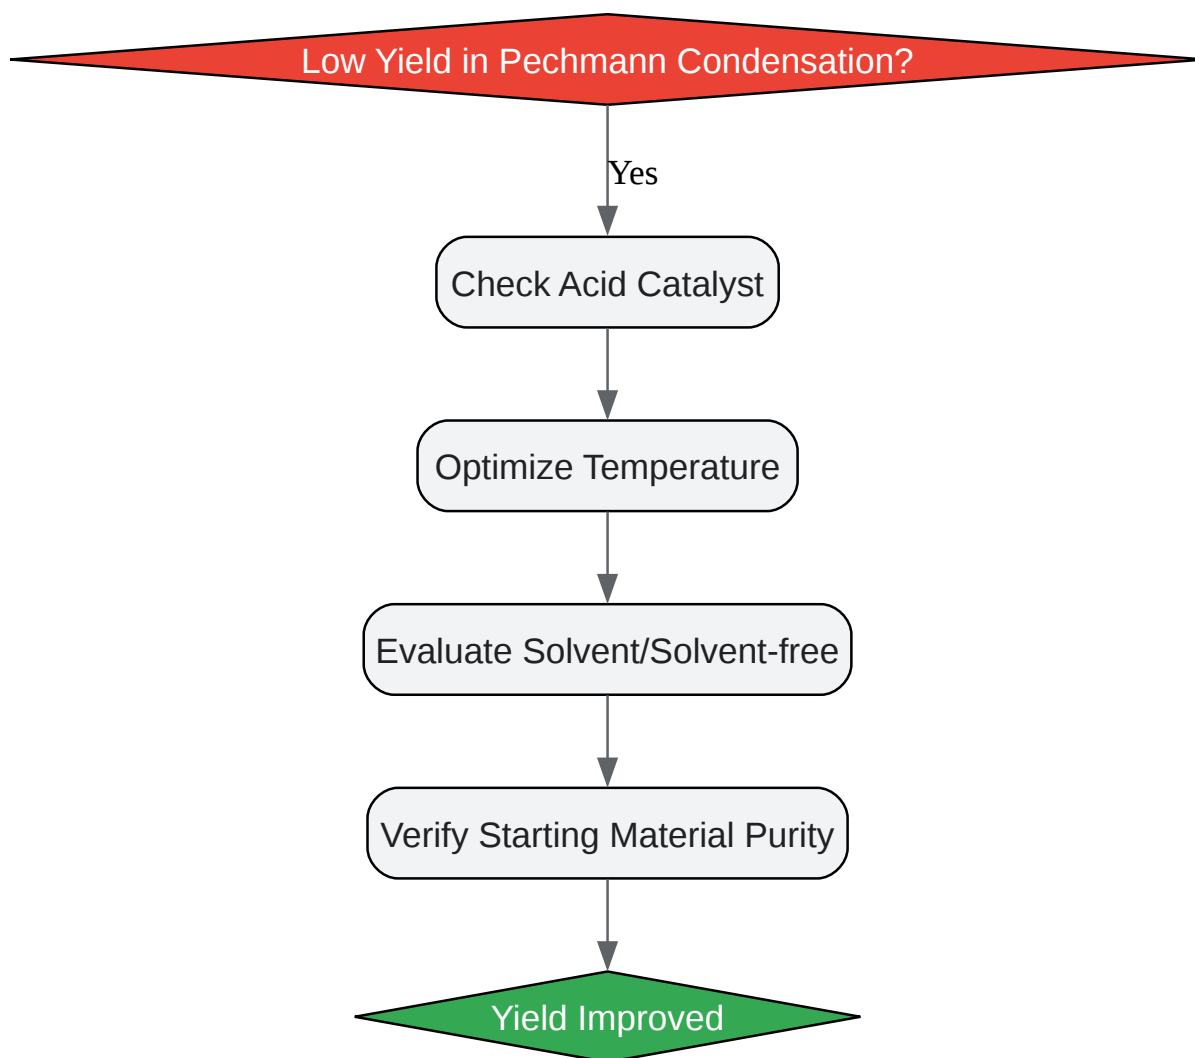 Low Yield in Pechmann Condensation?
Yes
Check Acid Catalyst
Optimize Temperature
Evaluate Solvent/Solvent-free
Verify Starting Material Purity
Yield Improved